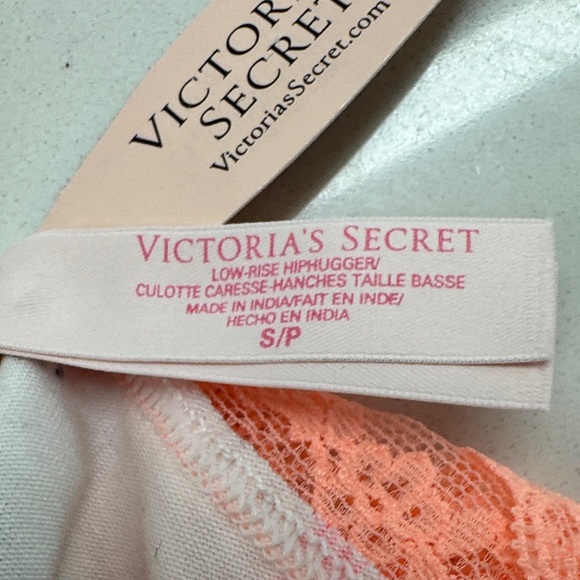 VICTORI
SECRET
VictoriasSecret.com
VICTORIA'S SECRET
LOW-RISE HIPHUGGER/
CULOTTE CARESSE-HANCHES TAILLE BASSE
MADE IN INDIA/FAIT EN INDE/
HECHO EN INDIA
S/P